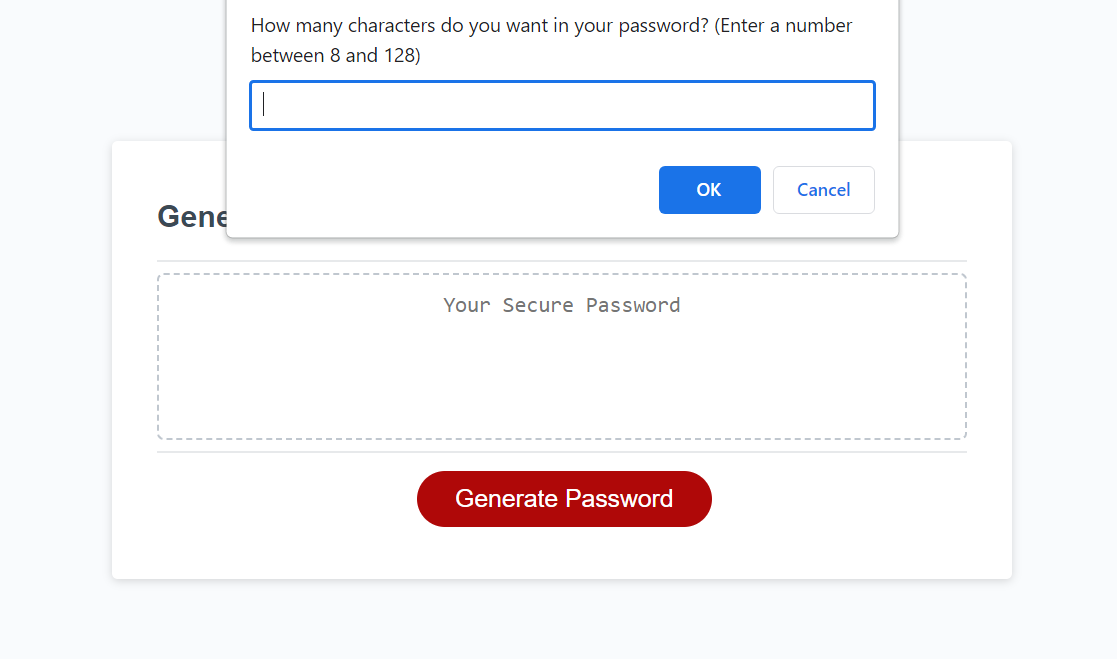 How many characters do you want in your password? (Enter a number
between 8 and 128)
OK Cancel
Gene
Your Secure Password
Generate Password